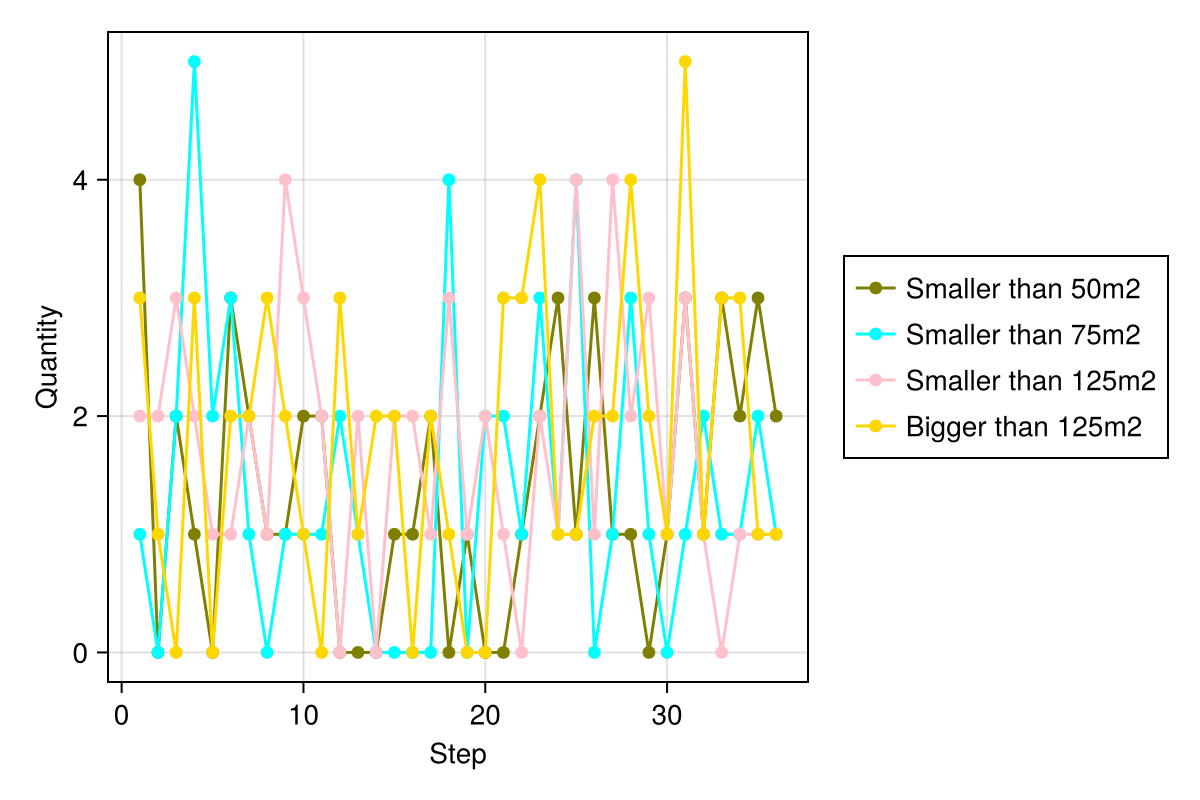 4
2
0
Quantity
0 10 20 30
Step
Smaller than 50m2
Smaller than 75m2
Smaller than 125m2
Bigger than 125m2